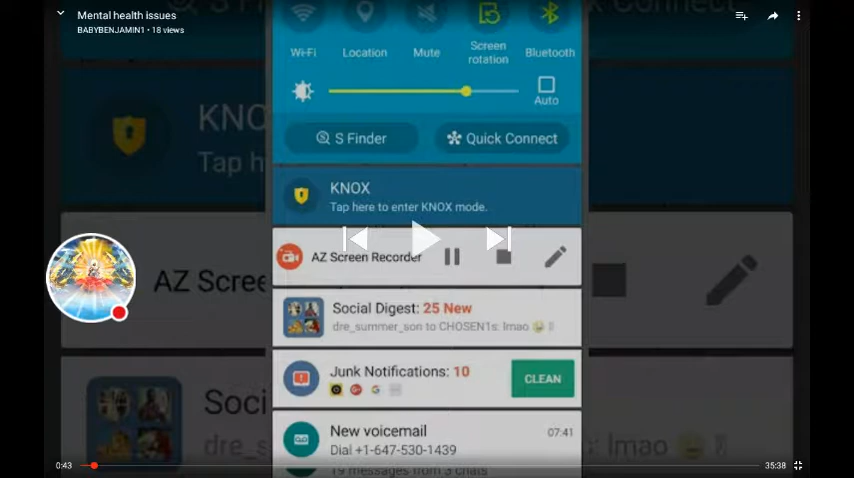 Mental health issues
BABYBENJAMIN1 • 18 views
Wi-Fi
Location
Mute
Screen
rotation
Bluetooth
Auto
S Finder
Quick Connect
KNOX
Tap here to enter KNOX mode.
AZ Screen Recorder
Social Digest: 25 New
dre_summer_son to CHOSEN1s: lmao
Junk Notifications: 10
CLEAN
New voicemail
07:41
Dial +1-647-530-1439
19 messages from 3 chats
S F
KNO
Tap h
AZ Scree
Soci
dre_s
lmao
0:43
35:38